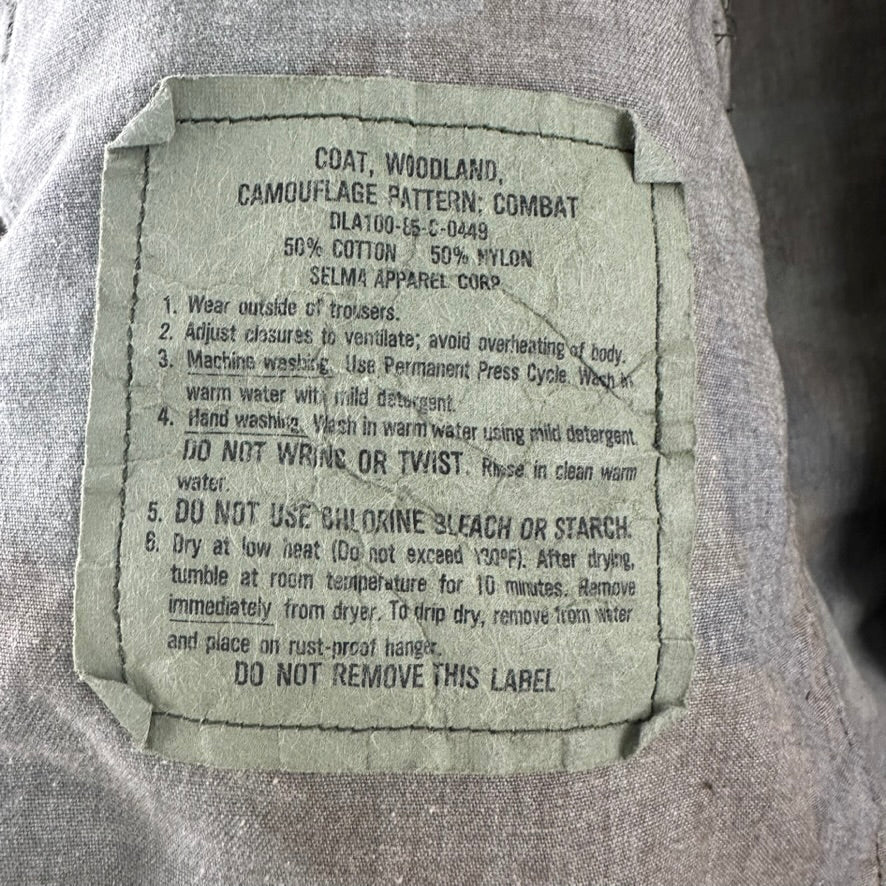 COAT, WOODLAND,
CAMOUFLAGE PATTERN: COMBAT
DLA100-85-C-0449
50% COTTON 50% NYLON
SELMA APPAREL CORP.
1. Wear outside of trousers.
2. Adjust closures to ventilate; avoid overheating of body.
3. Machine washing. Use Permanent Press Cycle. Wash in
warm water with mild detergent.
4. Hand washing. Wash in warm water using mild detergent.
DO NOT WRING OR TWIST. Rinse in clean warm
water.
5. DO NOT USE CHLORINE BLEACH OR STARCH.
6. Dry at low heat (Do not exceed 130°F). After drying,
tumble at room temperature for 10 minutes. Remove
immediately from dryer. To drip dry, remove from water
and place on rust-proof hanger.
DO NOT REMOVE THIS LABEL